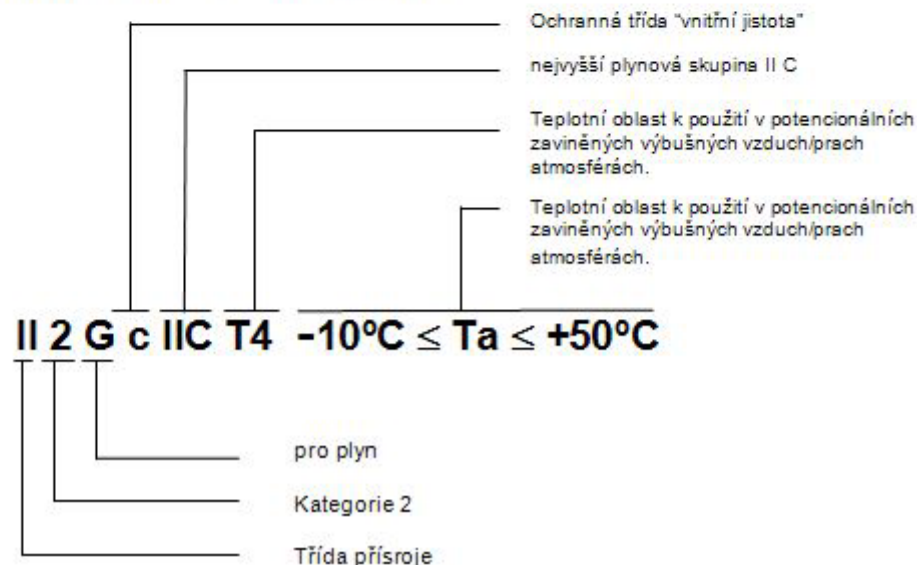 Ochranná třída "vnitřní jistota"
nejvyšší plynová skupina II C
Teplotní oblast k použití v potencionálních
zaviněných výbušných vzduch/prach
atmosférách.
Teplotní oblast k použití v potencionálních
zaviněných výbušných vzduch/prach
atmosférách.
II 2 G c IIC T4 -10ºC ≤ Ta ≤ +50ºC
pro plyn
Kategorie 2
Třída přísroje